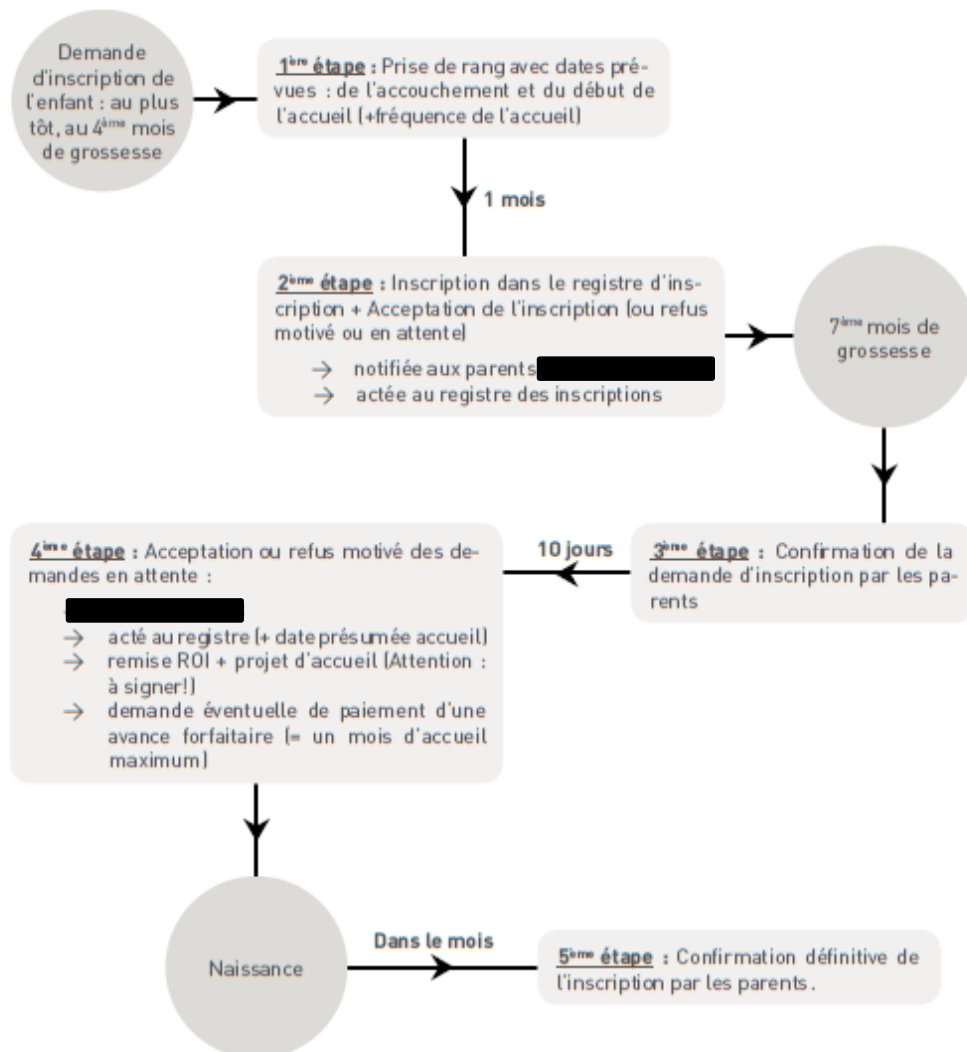 Demande
d'inscription de
l'enfant : au plus
tôt, au 4ème mois
de grossesse
1ère étape : Prise de rang avec dates pré-
vues : de l'accouchement et du début de
l'accueil (+fréquence de l'accueil)
1 mois
2ème étape : Inscription dans le registre d'ins-
cription + Acceptation de l'inscription (ou refus
motivé ou en attente)
→ notifiée aux parents
→ actée au registre des inscriptions
7ème mois de
grossesse
3ème étape : Confirmation de la
demande d'inscription par les pa-
rents
10 jours
4ème étape : Acceptation ou refus motivé des de-
mandes en attente :
→ acté au registre (+ date présumée accueil)
→ remise ROI + projet d'accueil (Attention :
à signer!)
→ demande éventuelle de paiement d'une
avance forfaitaire (= un mois d'accueil
maximum)
Naissance
Dans le mois
5ème étape : Confirmation définitive de
l'inscription par les parents.